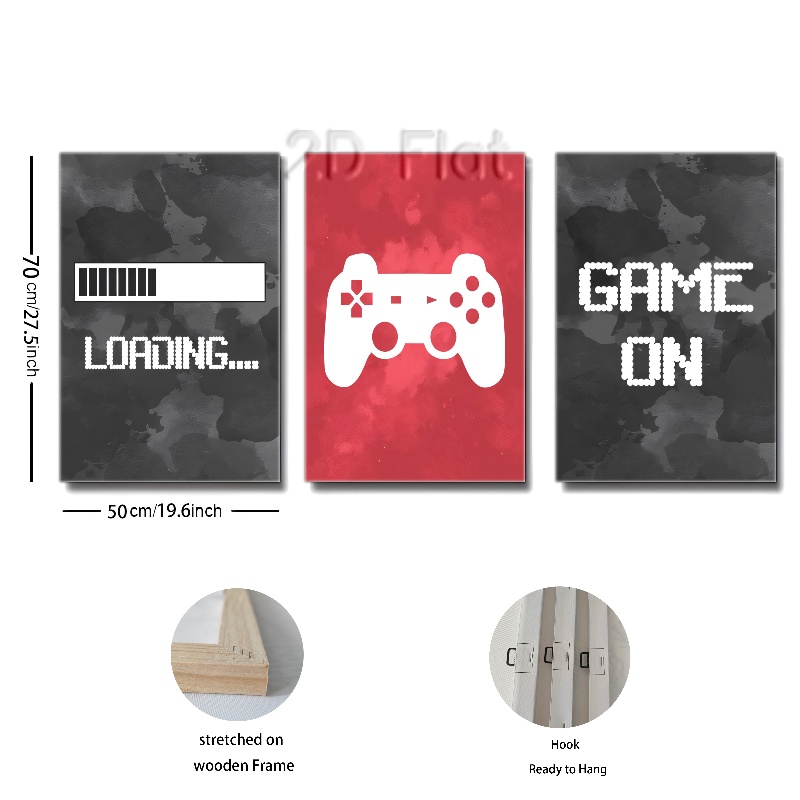 2D Flat
LOADING....
GAME
ON
70 cm/27.5inch
50cm/19.6inch
stretched on
wooden Frame
Hook
Ready to Hang